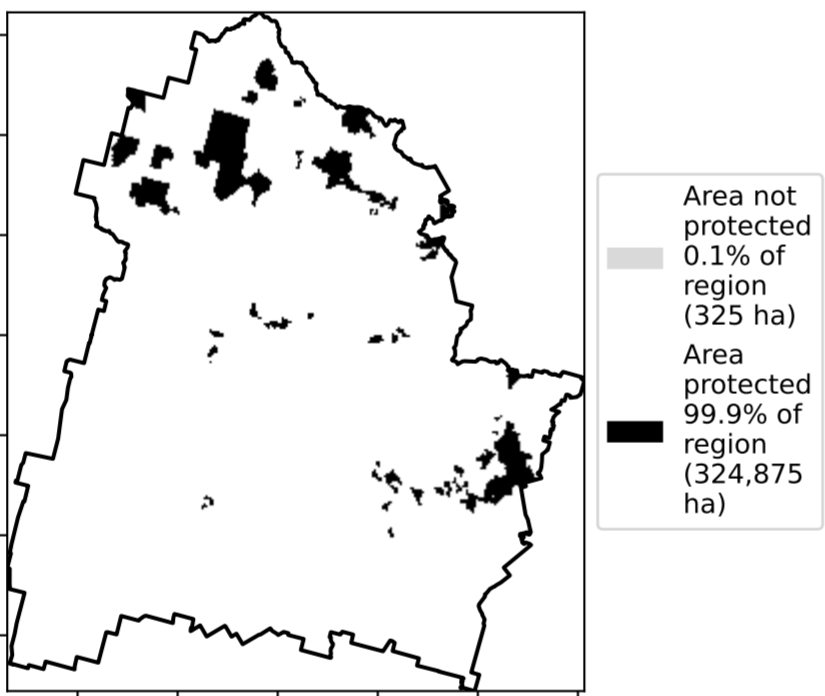 Area not
protected
0.1% of
region
(325 ha)
Area
protected
99.9% of
region
(324,875
ha)